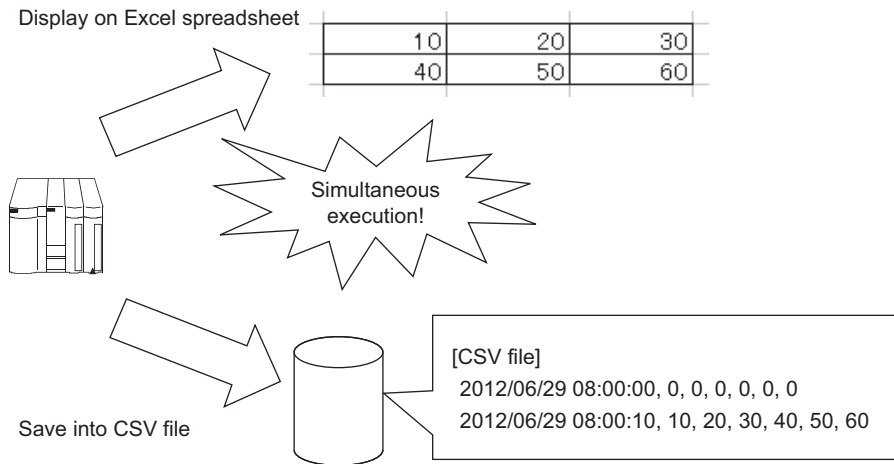 Display on Excel spreadsheet
10 20 30
40 50 60
Simultaneous
execution!
[CSV file]
2012/06/29 08:00:00, 0, 0, 0, 0, 0, 0
2012/06/29 08:00:10, 10, 20, 30, 40, 50, 60
Save into CSV file